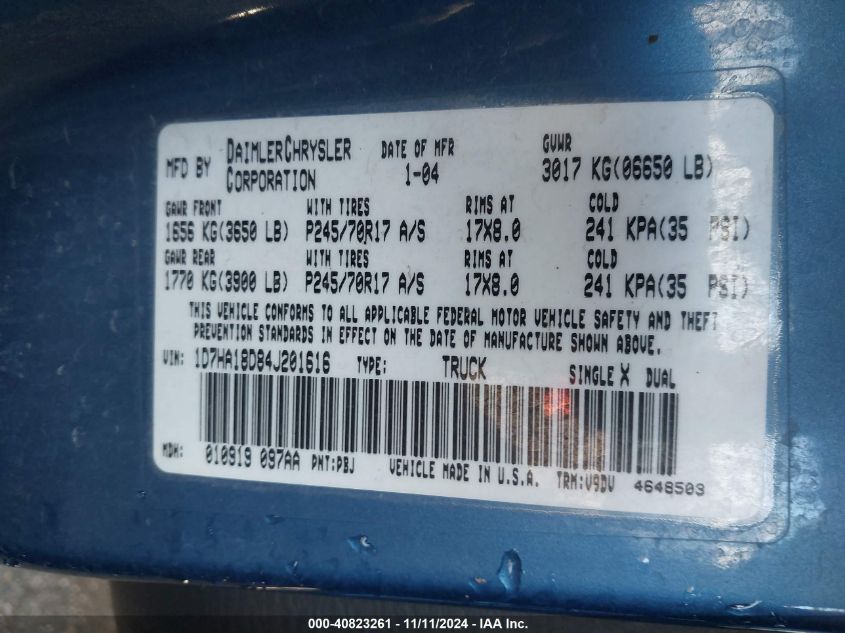 MFD BY DAIMLERCHRYSLER CORPORATION DATE OF MFR 1-04 GVWR 3017 KG(06650 LB)
GAWR FRONT WITH TIRES RIMS AT COLD
1656 KG(3650 LB) P245/70R17 A/S 17X8.0 241 KPA(35 PSI)
GAWR REAR WITH TIRES RIMS AT COLD
1770 KG(3900 LB) P245/70R17 A/S 17X8.0 241 KPA(35 PSI)
THIS VEHICLE CONFORMS TO ALL APPLICABLE FEDERAL MOTOR VEHICLE SAFETY AND THEFT
PREVENTION STANDARDS IN EFFECT ON THE DATE OF MANUFACTURE SHOWN ABOVE.
VIN: 1D7HA18D84J201616 TYPE: TRUCK SINGLE X DUAL
MDH: 010919 097AA PNT:PBJ VEHICLE MADE IN U.S.A. TRM:V9DV 4648503
000-40823261 - 11/11/2024 - IAA Inc.